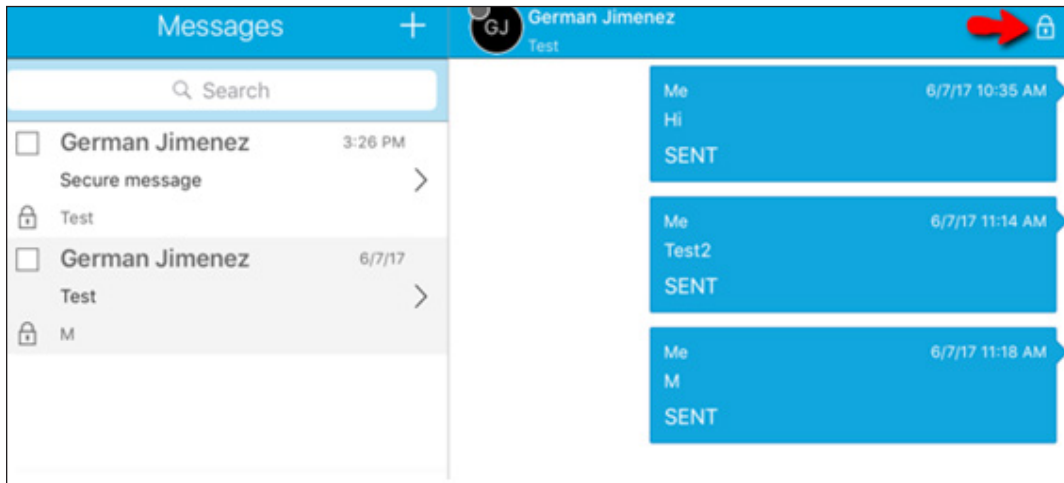 Messages +
Search
German Jimenez 3:26 PM
Secure message
Test
German Jimenez 6/7/17
Test
M
GJ
German Jimenez
Test
Me 6/7/17 10:35 AM
Hi
SENT
Me 6/7/17 11:14 AM
Test2
SENT
Me 6/7/17 11:18 AM
M
SENT